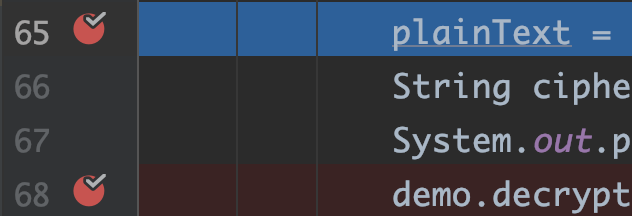 65 plainText =
66 String ciphe
67 System.out.p
68 demo.decrypt